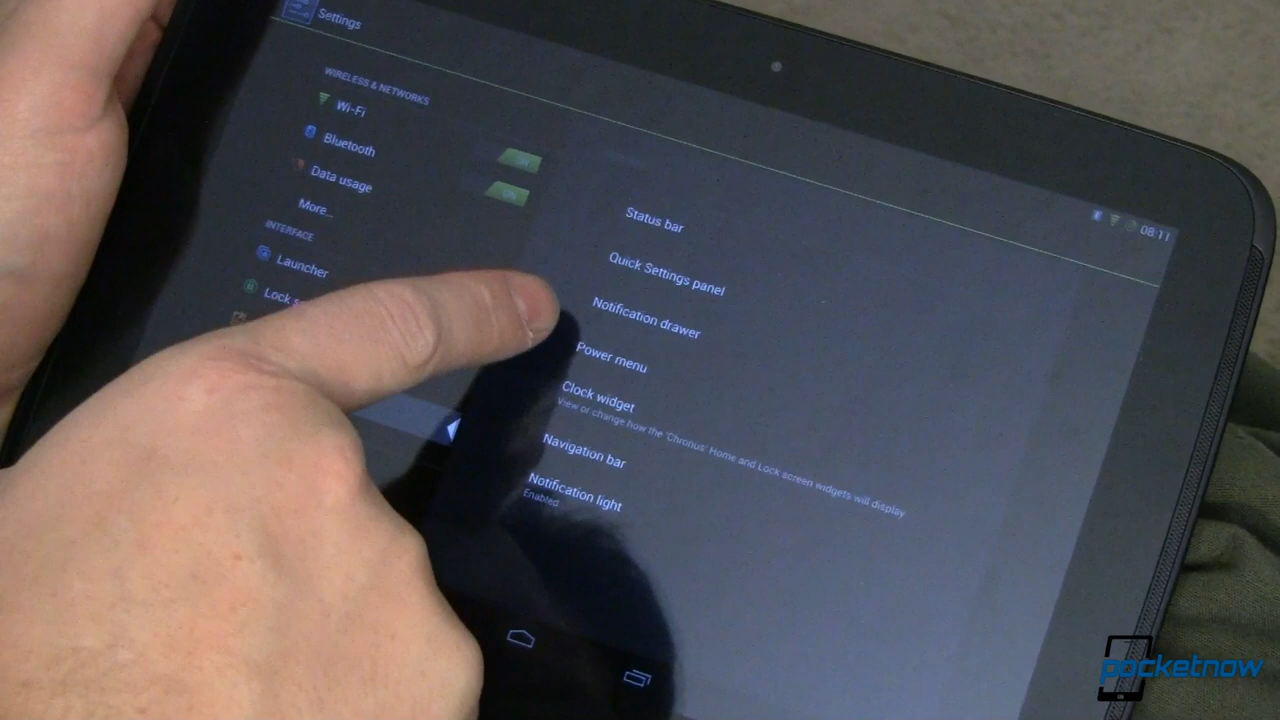 Settings
WIRELESS & NETWORKS
Wi-Fi
Bluetooth
Data usage
More...
INTERFACE
Launcher
Lock
08:11
Status bar
Quick Settings panel
Notification drawer
Power menu
Clock widget
View or change how the 'Chronus' Home and Lock screen widgets will display
Navigation bar
Notification light
Enabled
pocketnow